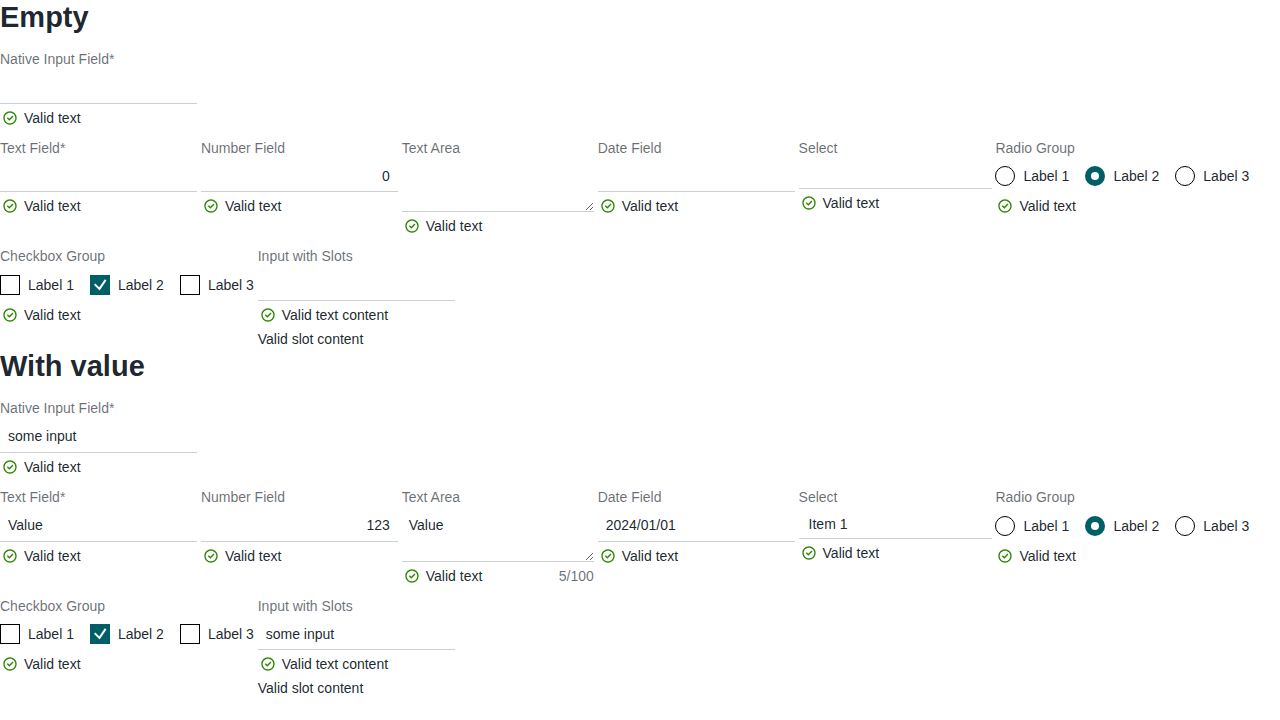 Empty
Native Input Field*
Valid text
Text Field* Number Field Text Area Date Field Select Radio Group
0 Label 1 Label 2 Label 3
Valid text Valid text Valid text Valid text Valid text Valid text
Checkbox Group Input with Slots
Label 1 Label 2 Label 3
Valid text Valid text content
Valid slot content
With value
Native Input Field*
some input
Valid text
Text Field* Number Field Text Area Date Field Select Radio Group
Value 123 Value 2024/01/01 Item 1 Label 1 Label 2 Label 3
Valid text Valid text Valid text 5/100 Valid text Valid text Valid text
Checkbox Group Input with Slots
Label 1 Label 2 Label 3 some input
Valid text Valid text content
Valid slot content